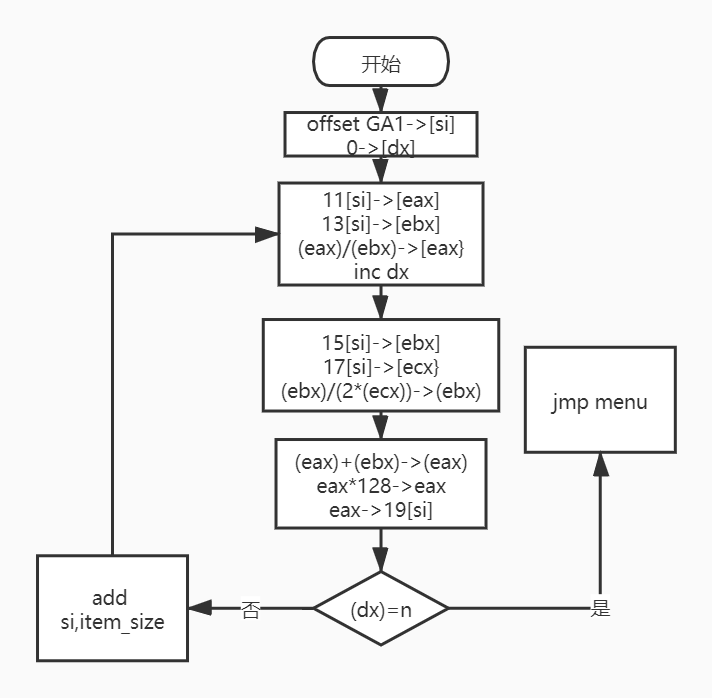 开始
offset GA1->[si]
0->[dx]
11[si]->[eax]
13[si]->[ebx]
(eax)/(ebx)->[eax}
inc dx
15[si]->[ebx]
17[si]->[ecx}
(ebx)/(2*(ecx))->(ebx)
jmp menu
(eax)+(ebx)->(eax)
eax*128->eax
eax->19[si]
add
si,item_size
否
(dx)=n
是